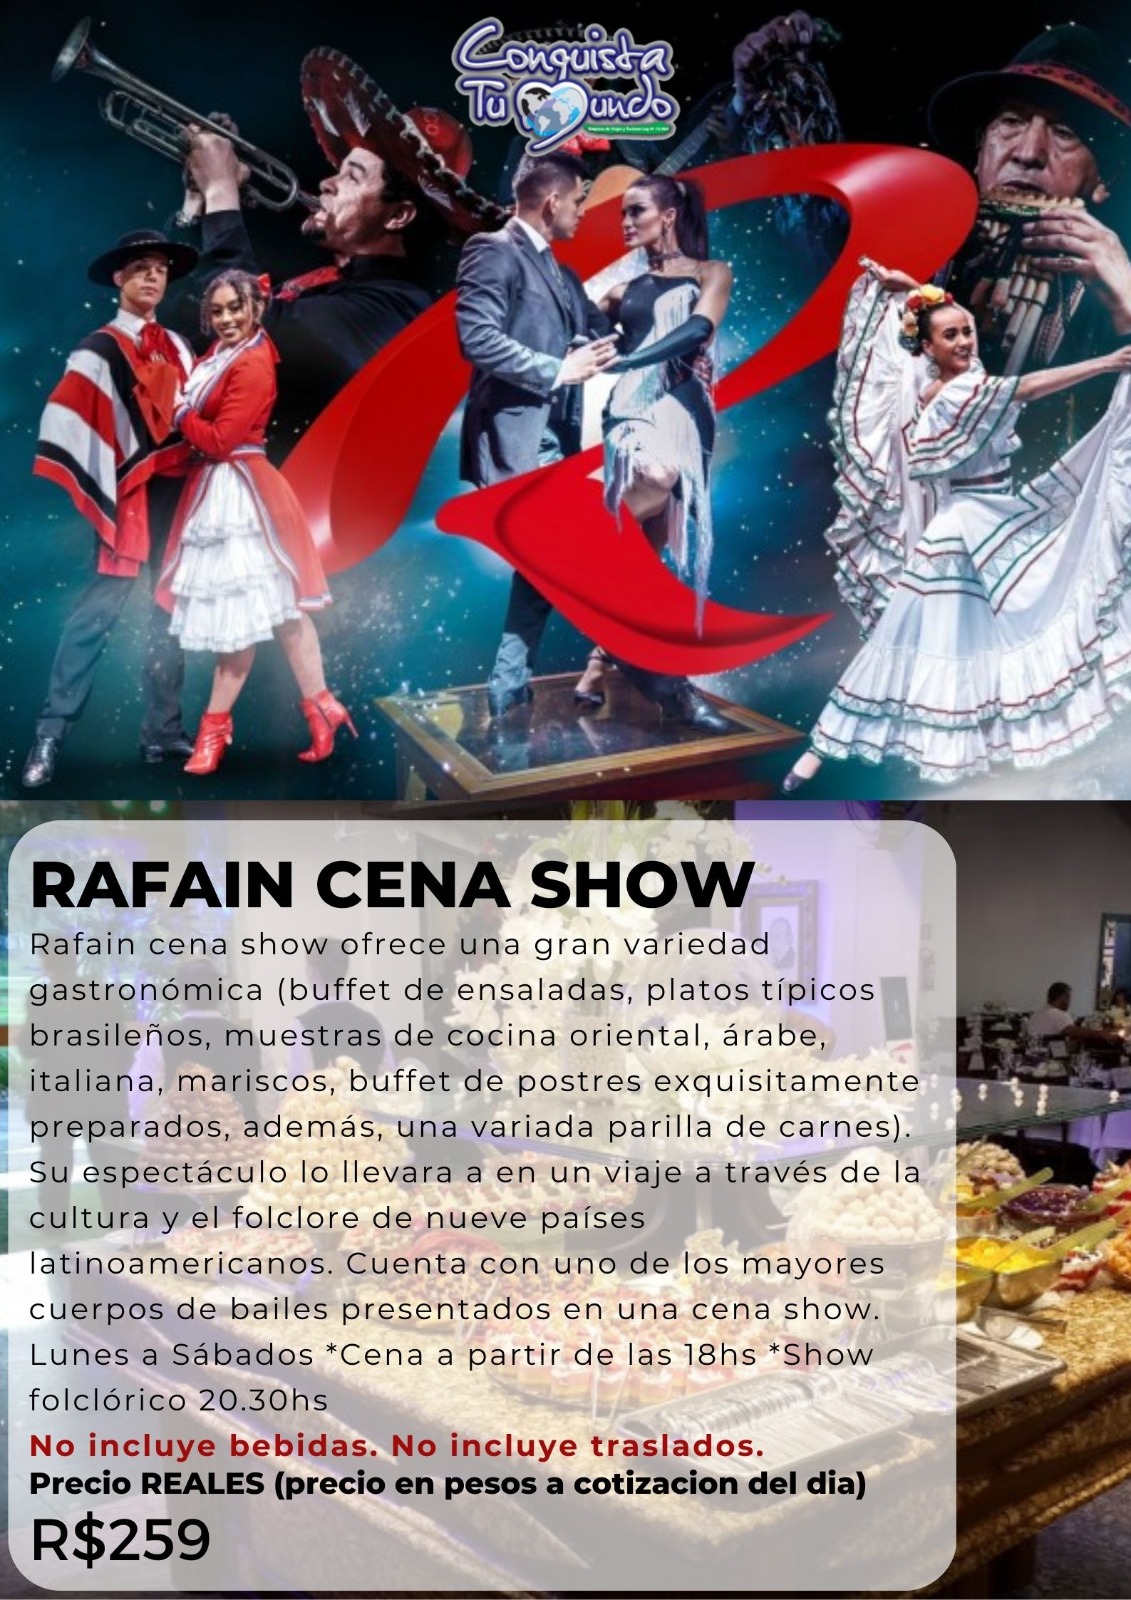 Conquista
Tu Mundo
RAFAIN CENA SHOW
Rafain cena show ofrece una gran variedad
gastronómica (buffet de ensaladas, platos típicos
brasileños, muestras de cocina oriental, árabe,
italiana, mariscos, buffet de postres exquisitamente
preparados, además, una variada parilla de carnes).
Su espectáculo lo llevara a en un viaje a través de la
cultura y el folclore de nueve países
latinoamericanos. Cuenta con uno de los mayores
cuerpos de bailes presentados en una cena show.
Lunes a Sábados *Cena a partir de las 18hs *Show
folclórico 20.30hs
No incluye bebidas. No incluye traslados.
Precio REALES (precio en pesos a cotizacion del dia)
R$259